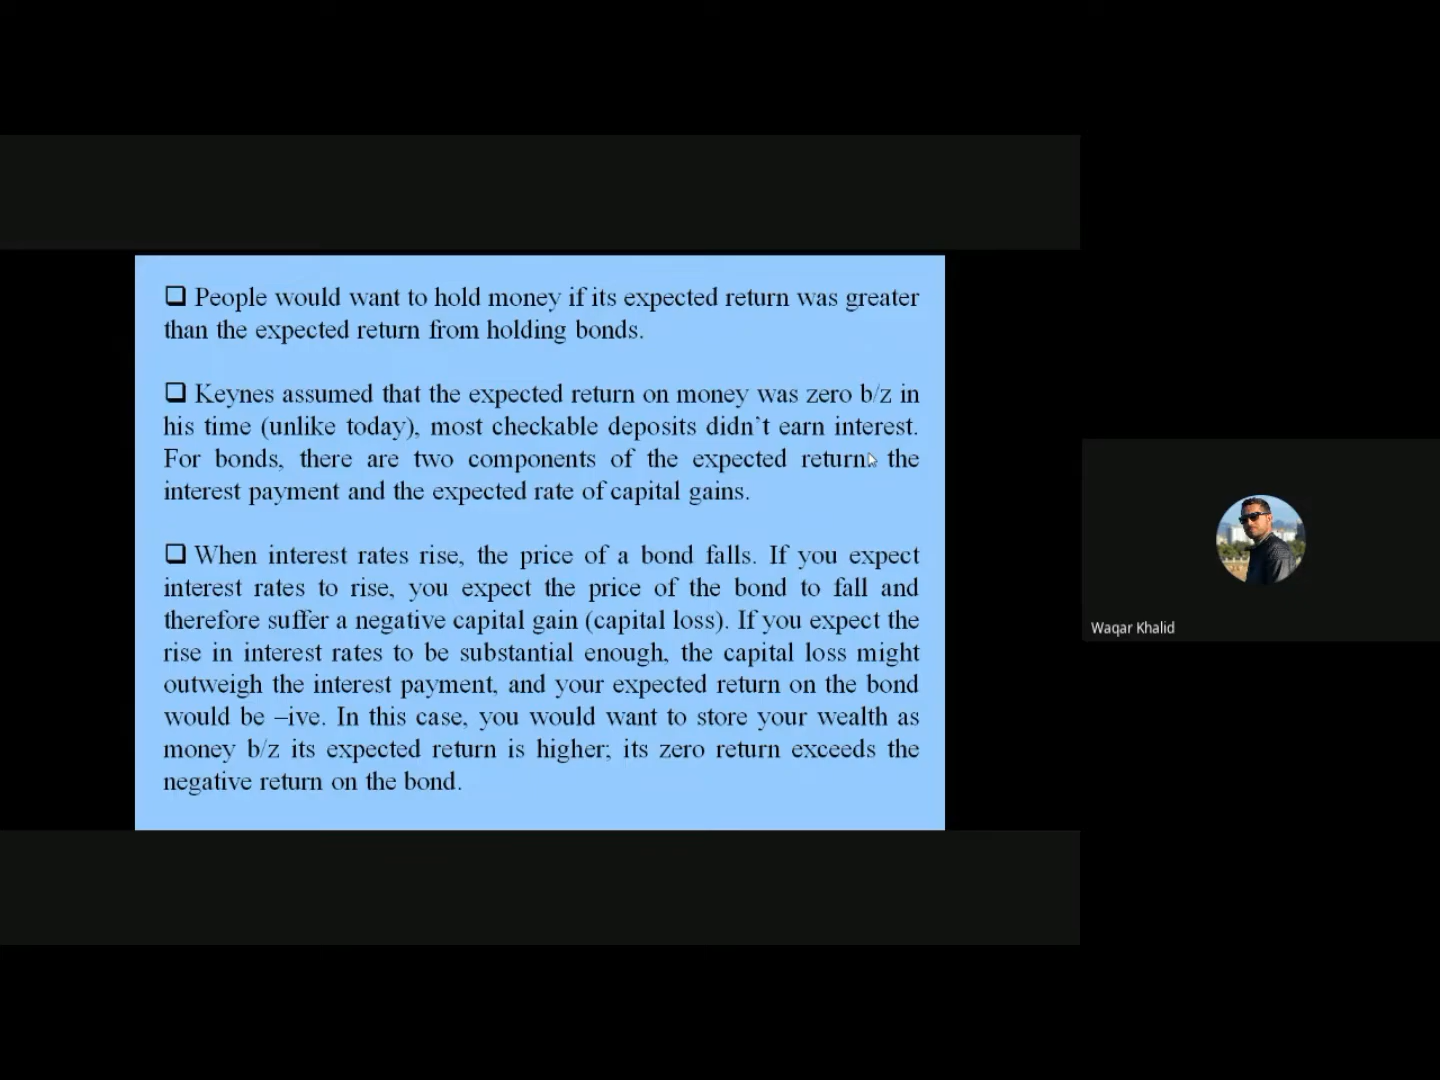 ❑ People would want to hold money if its expected return was greater
than the expected return from holding bonds.
❑ Keynes assumed that the expected return on money was zero b/z in
his time (unlike today), most checkable deposits didn’t earn interest.
For bonds, there are two components of the expected return: the
interest payment and the expected rate of capital gains.
❑ When interest rates rise, the price of a bond falls. If you expect
interest rates to rise, you expect the price of the bond to fall and
therefore suffer a negative capital gain (capital loss). If you expect the
rise in interest rates to be substantial enough, the capital loss might
outweigh the interest payment, and your expected return on the bond
would be –ive. In this case, you would want to store your wealth as
money b/z its expected return is higher; its zero return exceeds the
negative return on the bond.
Waqar Khalid